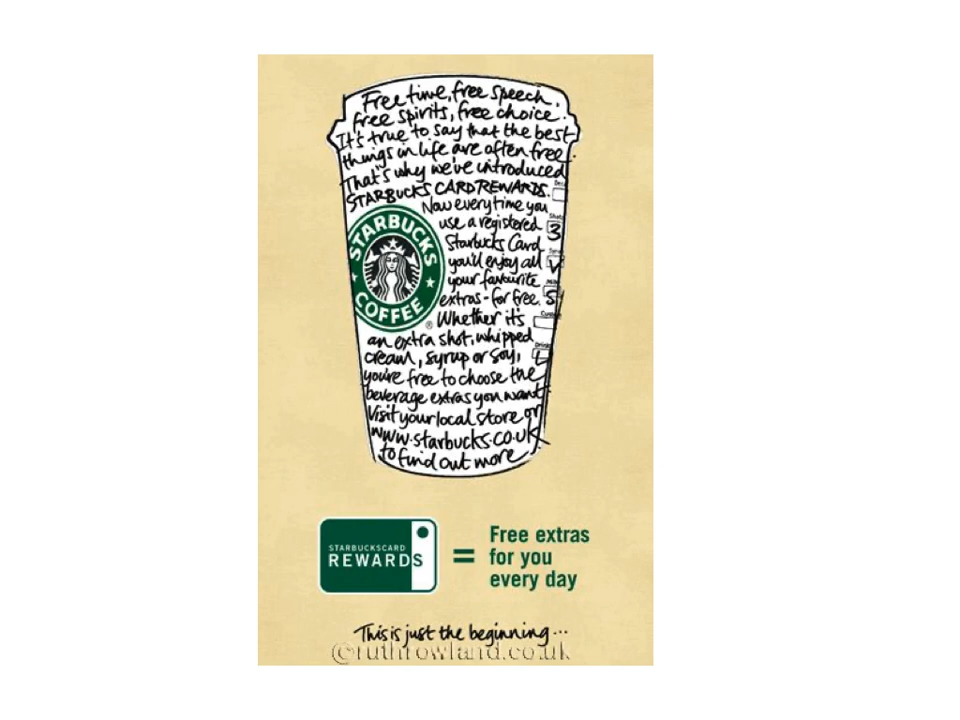 Free time, free speech,
free spirits, free choice.
It's true to say that the best
things in life are often free.
That's why we've introduced
STARBUCKS CARD REWARDS.
Now every time you
use a registered
Starbucks Card
you'll enjoy all
your favourite
extras - for free.
Whether it's
an extra shot, whipped
cream, syrup or soy,
you're free to choose the
beverage extras you want.
Visit your local store or
www.starbucks.co.uk
to find out more
STARBUCKS
COFFEE
®
Shots
3
V
S
L
STARBUCKSCARD
REWARDS
=
Free extras
for you
every day
This is just the beginning...
©ruthrowland.co.uk